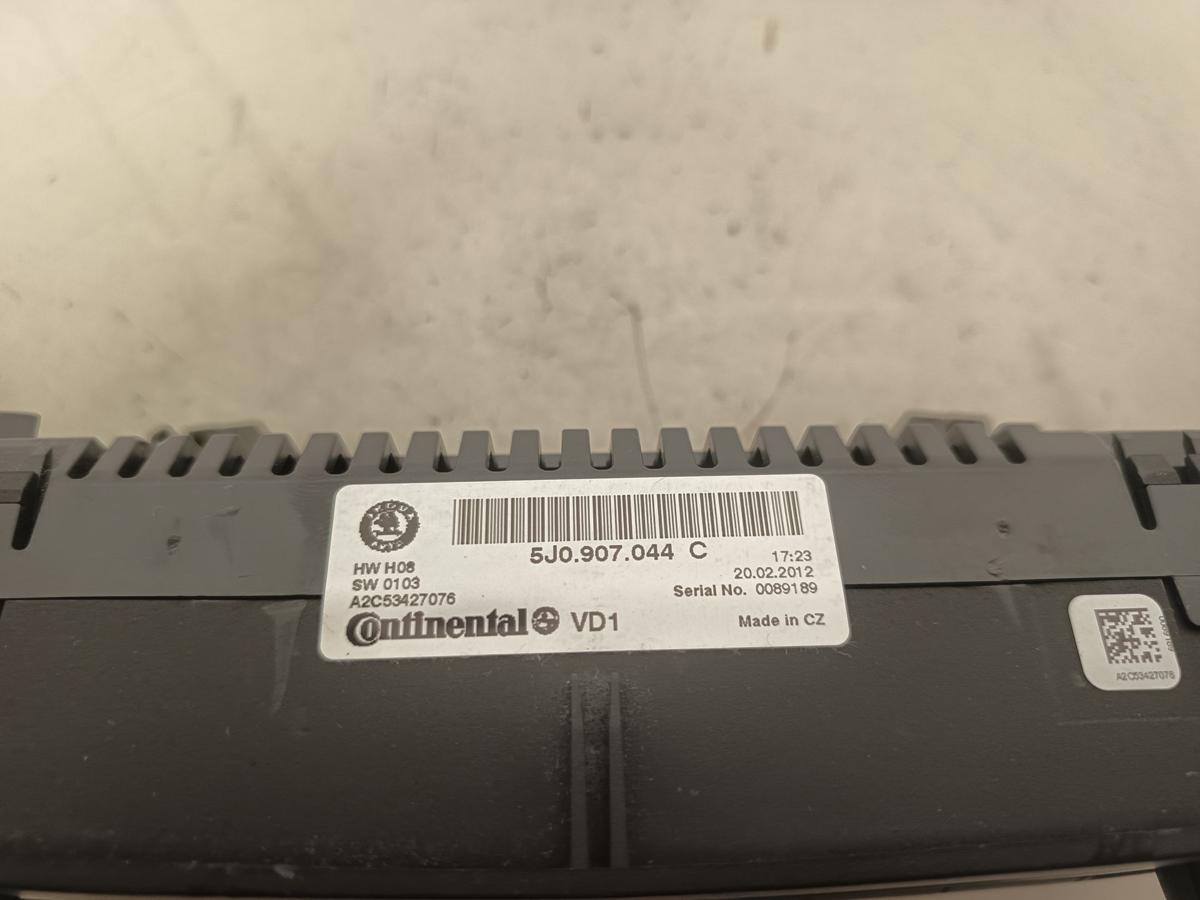 5J0.907.044 C
HW H08
SW 0103
A2C53427076
17:23
20.02.2012
Serial No. 0089189
Continental VD1
Made in CZ
A2C53427076